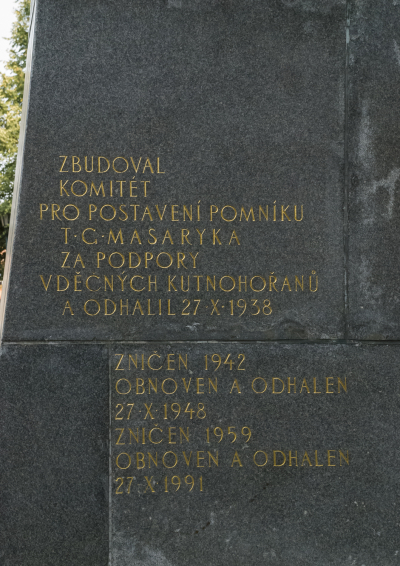 ZBUDOVAL
KOMITÉT
PRO POSTAVENÍ POMNÍKU
T·G·MASARYKA
ZA PODPORY
VDĚČNÝCH KUTNOHOŘANŮ
A ODHALIL 27·X·1938
ZNIČEN 1942
OBNOVEN A ODHALEN
27·X·1948
ZNIČEN 1959
OBNOVEN A ODHALEN
27·X·1991